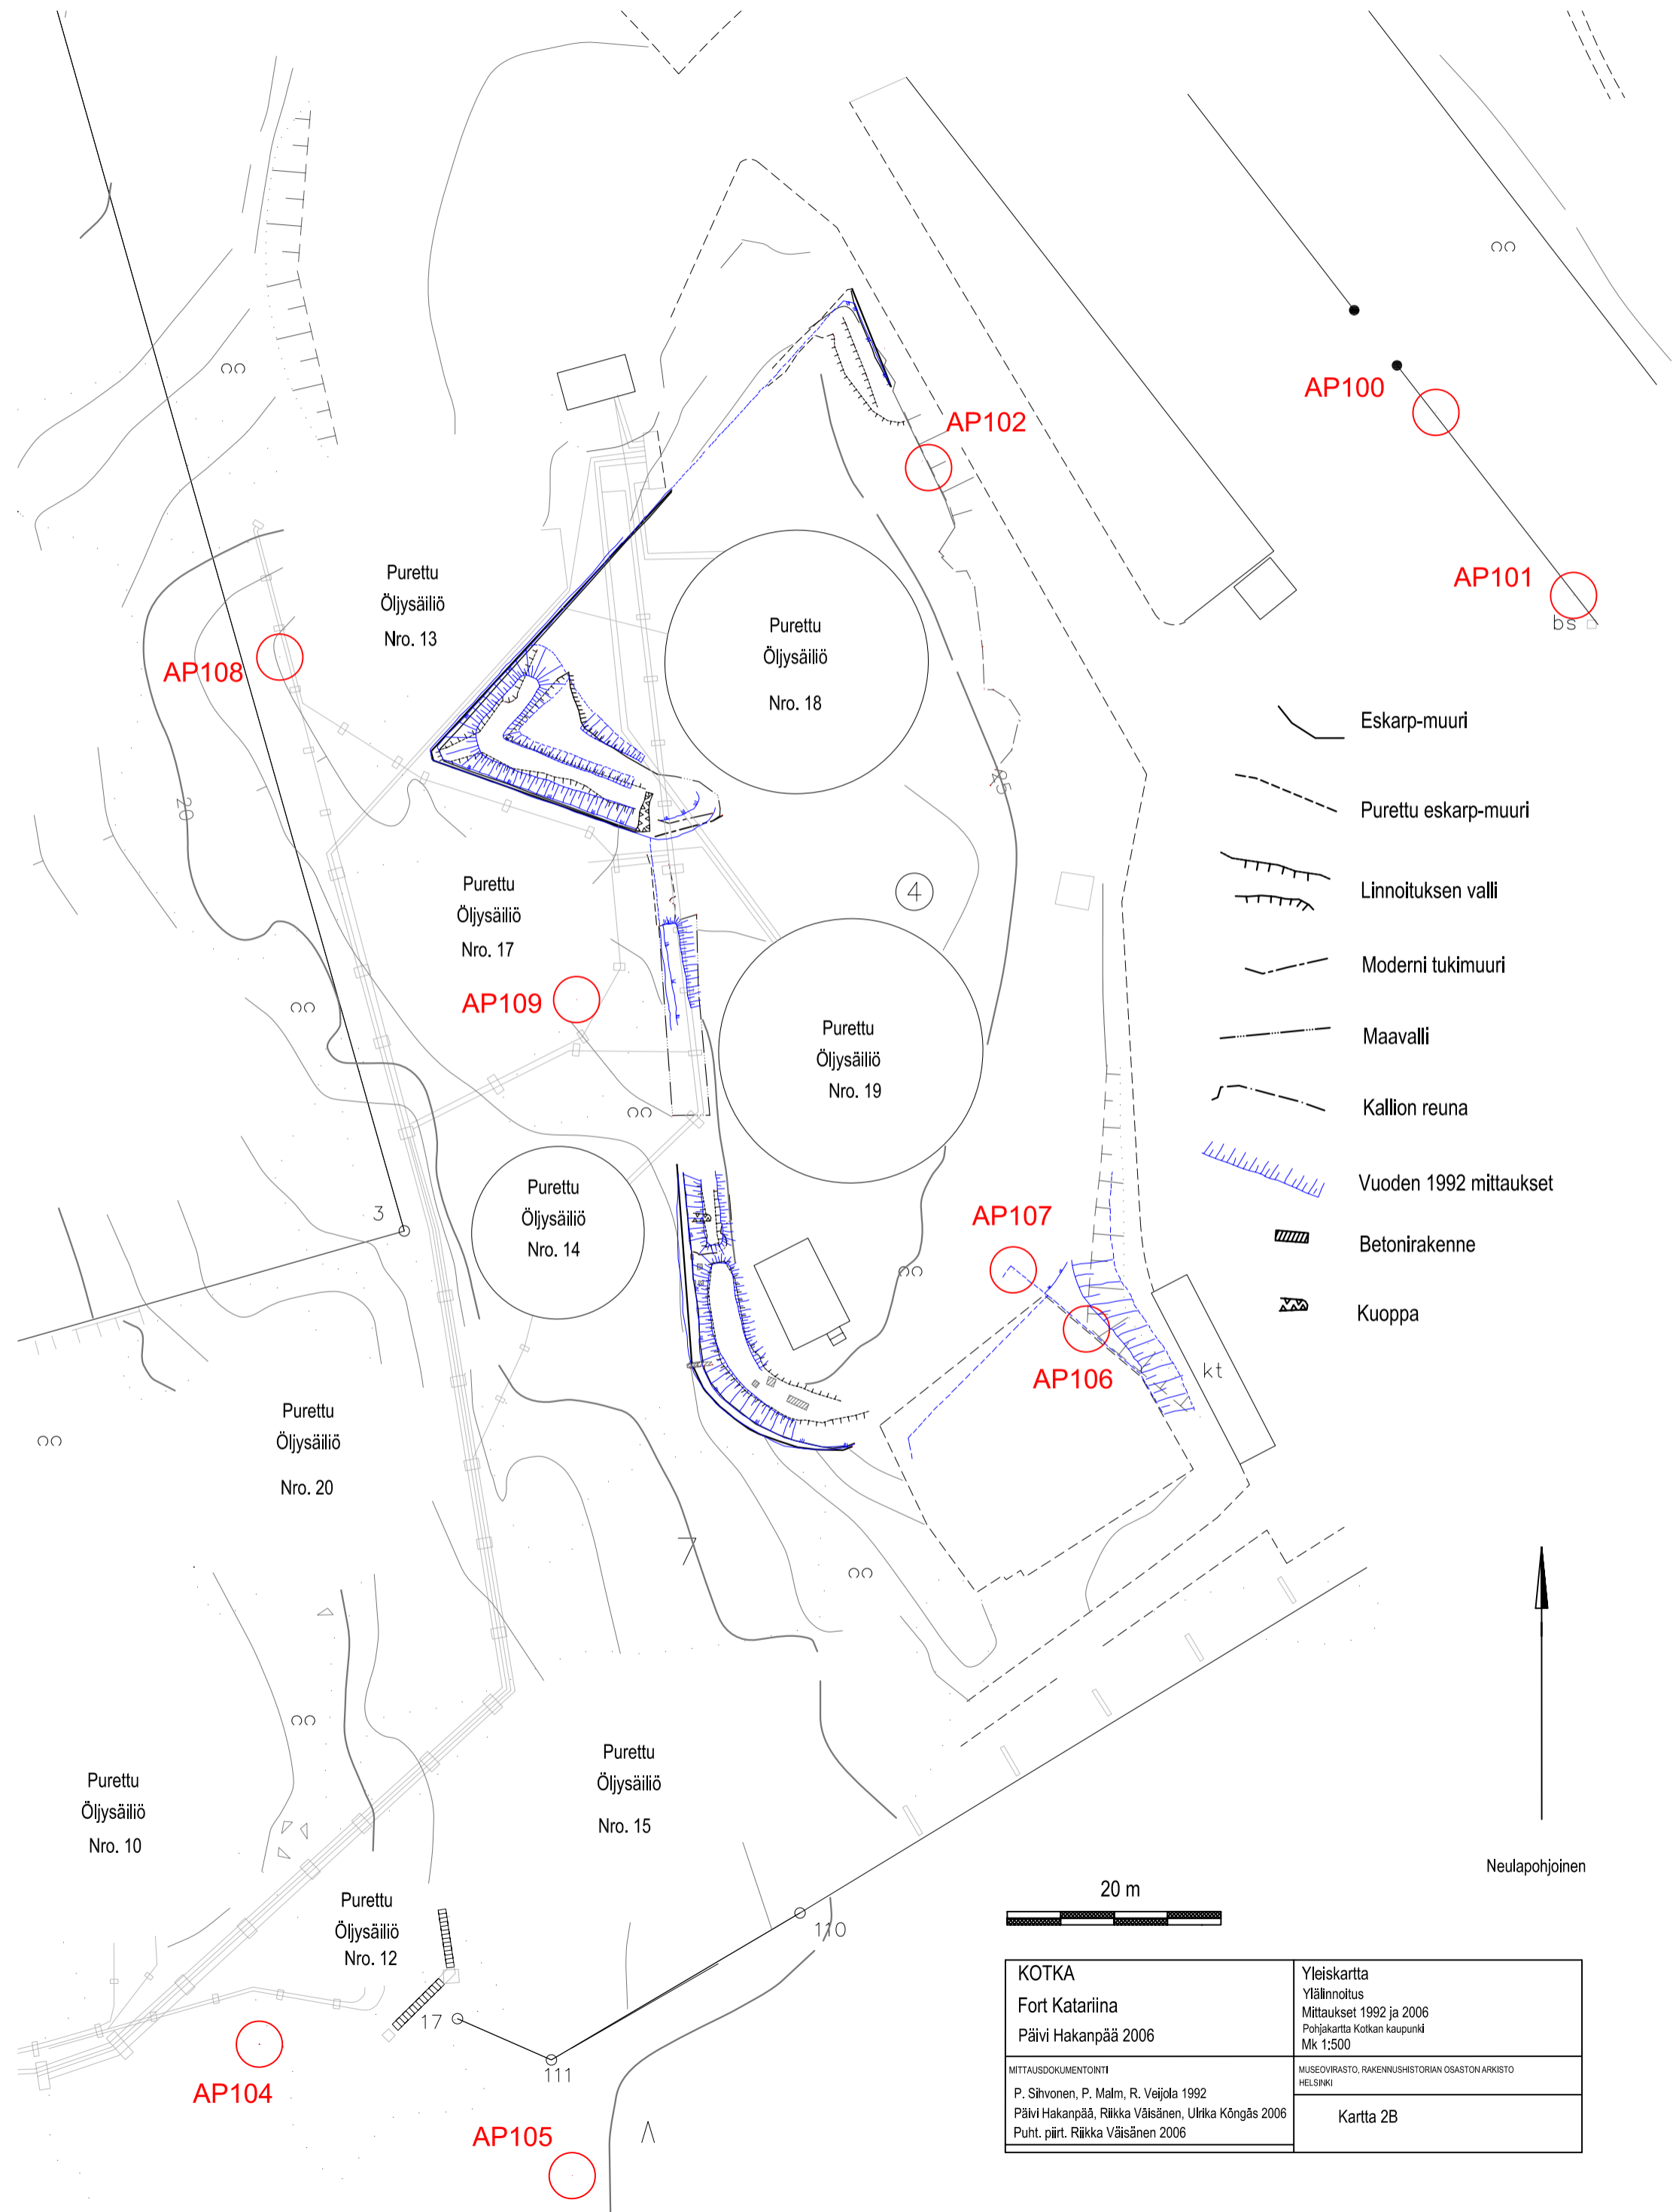 AP100
AP102
AP101
bs
Purettu
Öljysäiliö
Nro. 13
Purettu
Öljysäiliö
Nro. 18
AP108
20
25
Eskarp-muuri
Purettu eskarp-muuri
Linnoituksen valli
Moderni tukimuuri
Maavalli
Kallion reuna
Vuoden 1992 mittaukset
Betonirakenne
Kuoppa
Purettu
Öljysäiliö
Nro. 17
4
AP109
Purettu
Öljysäiliö
Nro. 19
Purettu
Öljysäiliö
Nro. 14
3
AP107
AP106
kt
Purettu
Öljysäiliö
Nro. 20
Purettu
Öljysäiliö
Nro. 15
Purettu
Öljysäiliö
Nro. 10
Purettu
Öljysäiliö
Nro. 12
110
17
111
AP104
AP105
Neulapohjoinen
20 m
KOTKA
Fort Katariina
Päivi Hakanpää 2006
Yleiskartta
Ylälinnoitus
Mittaukset 1992 ja 2006
Pohjakartta Kotkan kaupunki
Mk 1:500
MITTAUSDOKUMENTOINTI
P. Sihvonen, P. Malm, R. Veijola 1992
Päivi Hakanpää, Riikka Väisänen, Ulrika Köngäs 2006
Puht. piirt. Riikka Väisänen 2006
MUSEOVIRASTO, RAKENNUSHISTORIAN OSASTON ARKISTO
HELSINKI
Kartta 2B